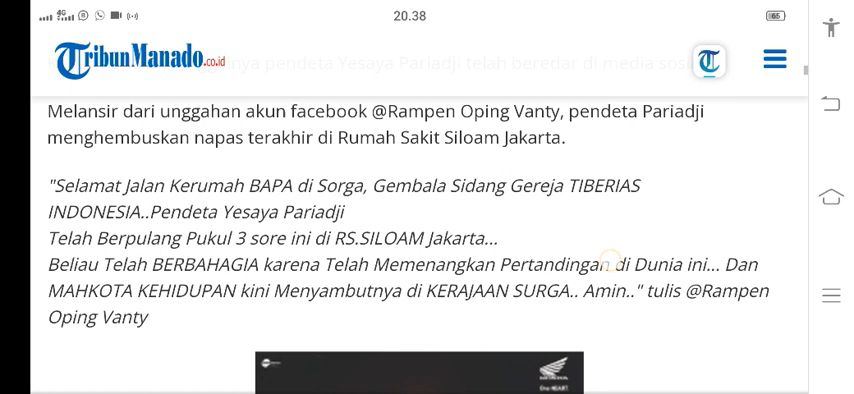 4G
20.38
65
TribunManado.co.id
nya pendeta Yesaya Pariadji telah beredar di media sosi
Melansir dari unggahan akun facebook @Rampen Oping Vanty, pendeta Pariadji
menghembuskan napas terakhir di Rumah Sakit Siloam Jakarta.
"Selamat Jalan Kerumah BAPA di Sorga, Gembala Sidang Gereja TIBERIAS
INDONESIA..Pendeta Yesaya Pariadji
Telah Berpulang Pukul 3 sore ini di RS.SILOAM Jakarta...
Beliau Telah BERBAHAGIA karena Telah Memenangkan Pertandingan di Dunia ini... Dan
MAHKOTA KEHIDUPAN kini Menyambutnya di KERAJAAN SURGA.. Amin.." tulis @Rampen
Oping Vanty